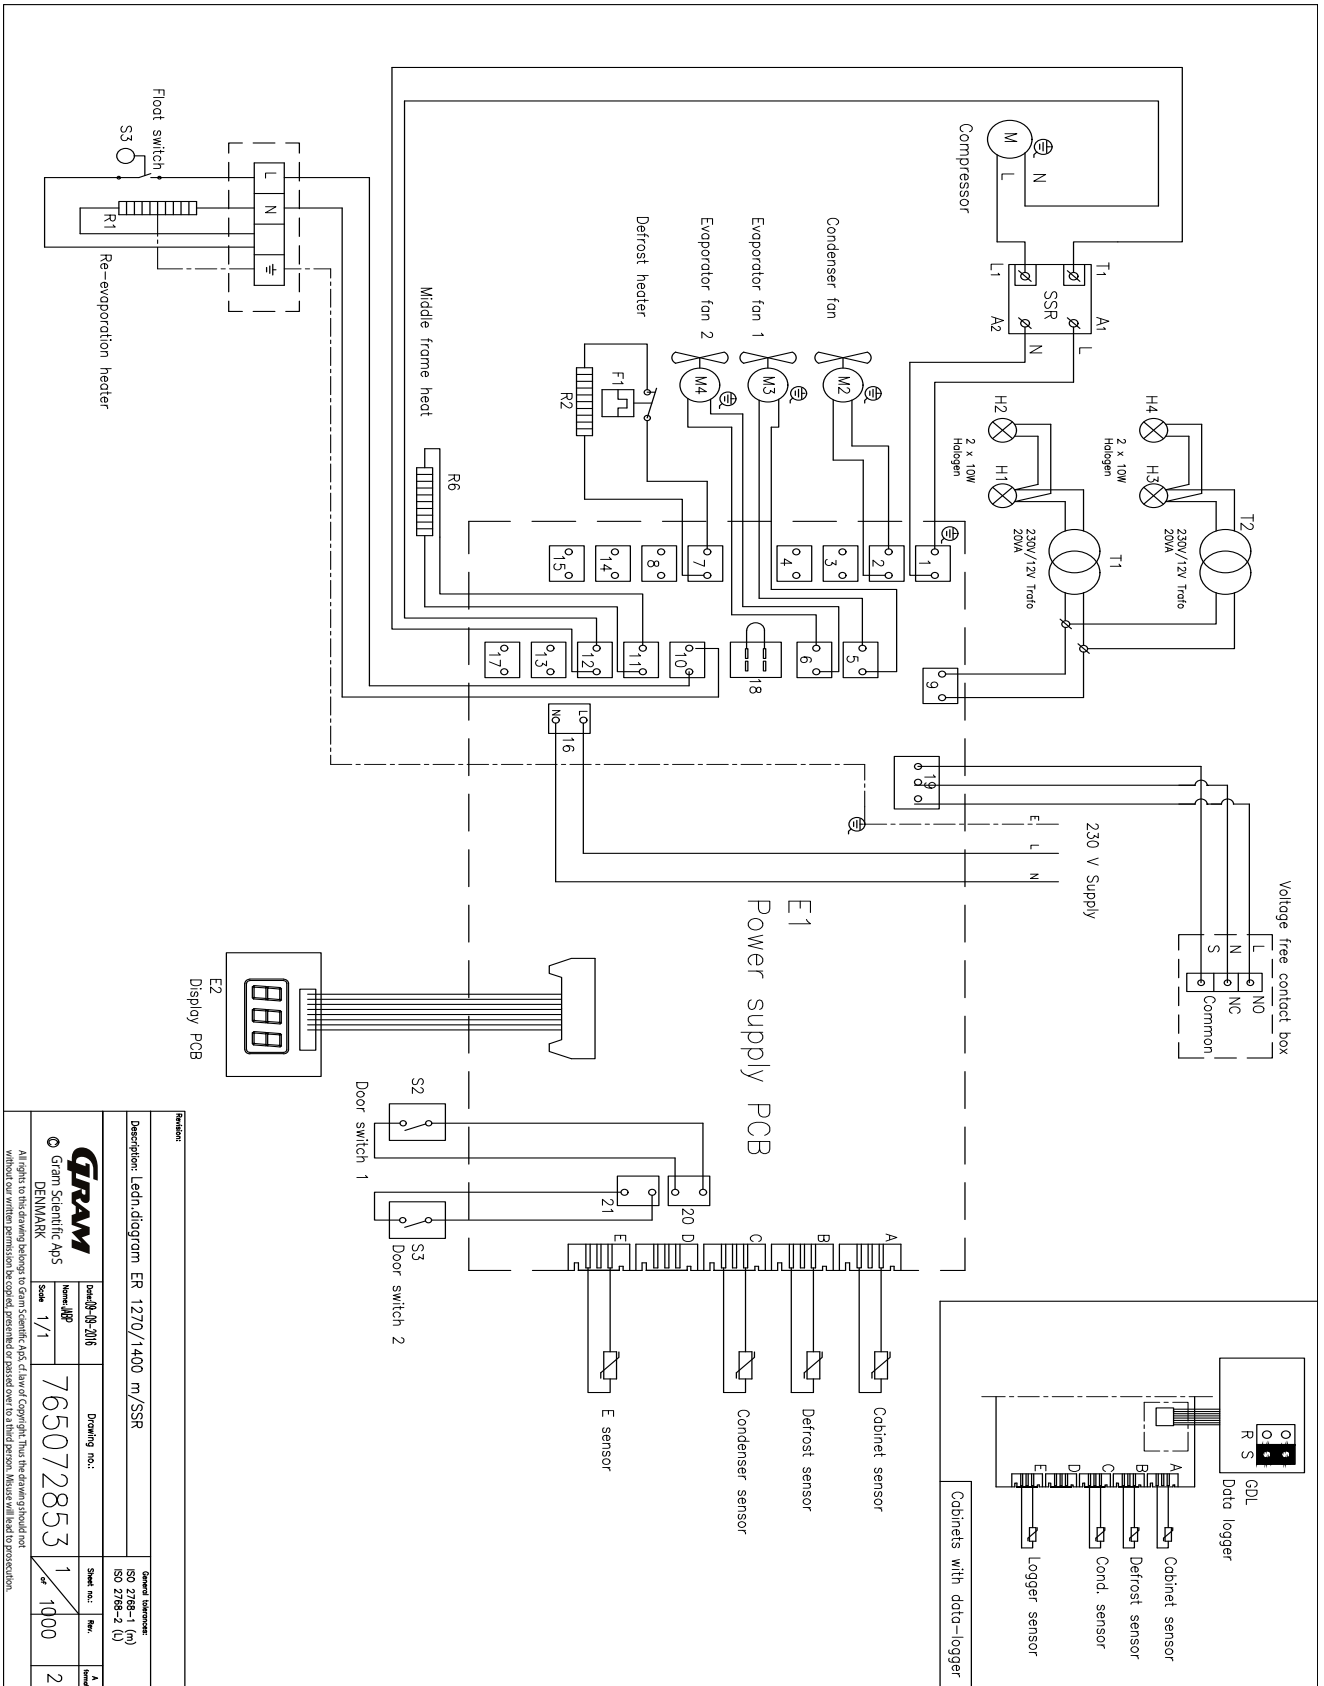 Voltage free contact box
L
N
S
NO
NC
Common
230 V Supply
E
L
N
T2
230V/12V Trafo
20VA
T1
230V/12V Trafo
20VA
H4
H3
2 x 10W
Halogen
H2
H1
2 x 10W
Halogen
T1
L1
SSR
A1
A2
L
N
M
N
L
Compressor
Condenser fan
M2
Evaporator fan 1
M3
Evaporator fan 2
M4
Defrost heater
F1
R2
Middle frame heat
R6
Float switch
S3
R1
Re-evaporation heater
L
N
1
2
3
4
7
8
14
15
9
5
6
18
10
11
12
13
17
L
N
16
19
E1
Power supply PCB
E2
Display PCB
S2
Door switch 1
S3
Door switch 2
20
21
A
B
C
D
E
Cabinet sensor
Defrost sensor
Condenser sensor
E sensor
GDL
Data logger
R S
A
B
C
D
E
Cabinet sensor
Defrost sensor
Cond. sensor
Logger sensor
Cabinets with data-logger
Revision:
Description: Ledn.diagram ER 1270/1400 m/SSR
General tolerances:
ISO 2768-1 (m)
ISO 2768-2 (L)
GRAM
© Gram Scientific ApS
DENMARK
Date: 09-09-2016
Name: JABP
Scale 1/1
Drawing no.:
765072853
Sheet no.:
1 OF 1000
Rev.
A
2
All rights to this drawing belongs to Gram Scientific ApS, cf. law of Copyright. Thus the drawing should not
without our written permission be copied, presented or passed over to a third person. Misuse will lead to prosecution.